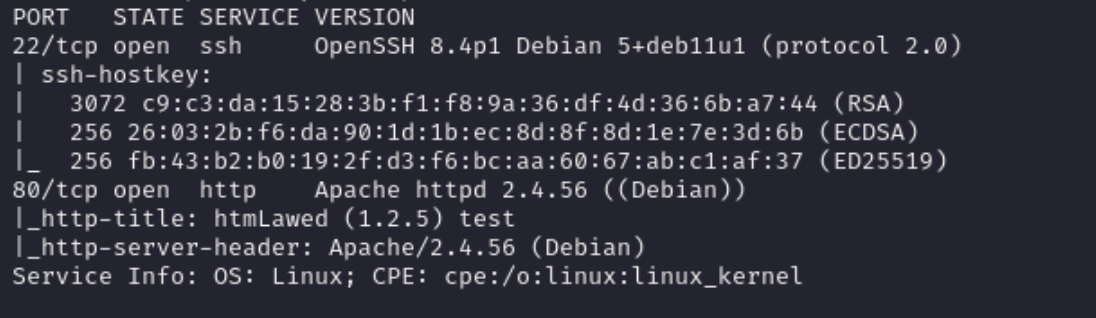 PORT   STATE SERVICE VERSION
22/tcp open  ssh     OpenSSH 8.4p1 Debian 5+deb11u1 (protocol 2.0)
| ssh-hostkey:
|   3072 c9:c3:da:15:28:3b:f1:f8:9a:36:df:4d:36:6b:a7:44 (RSA)
|   256 26:03:2b:f6:da:90:1d:1b:ec:8d:8f:8d:1e:7e:3d:6b (ECDSA)
|_  256 fb:43:b2:b0:19:2f:d3:f6:bc:aa:60:67:ab:c1:af:37 (ED25519)
80/tcp open  http    Apache httpd 2.4.56 ((Debian))
|_http-title: htmLawed (1.2.5) test
|_http-server-header: Apache/2.4.56 (Debian)
Service Info: OS: Linux; CPE: cpe:/o:linux:linux_kernel